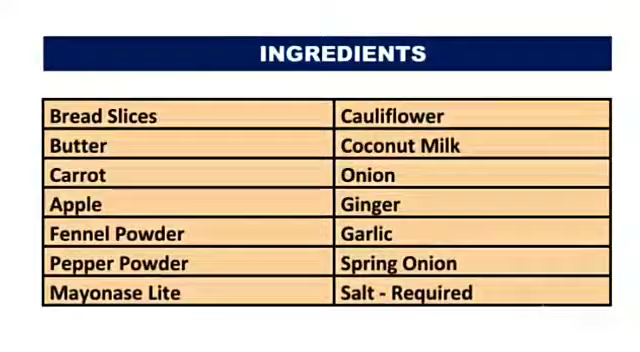 INGREDIENTS
Bread Slices Cauliflower
Butter Coconut Milk
Carrot Onion
Apple Ginger
Fennel Powder Garlic
Pepper Powder Spring Onion
Mayonase Lite Salt - Required